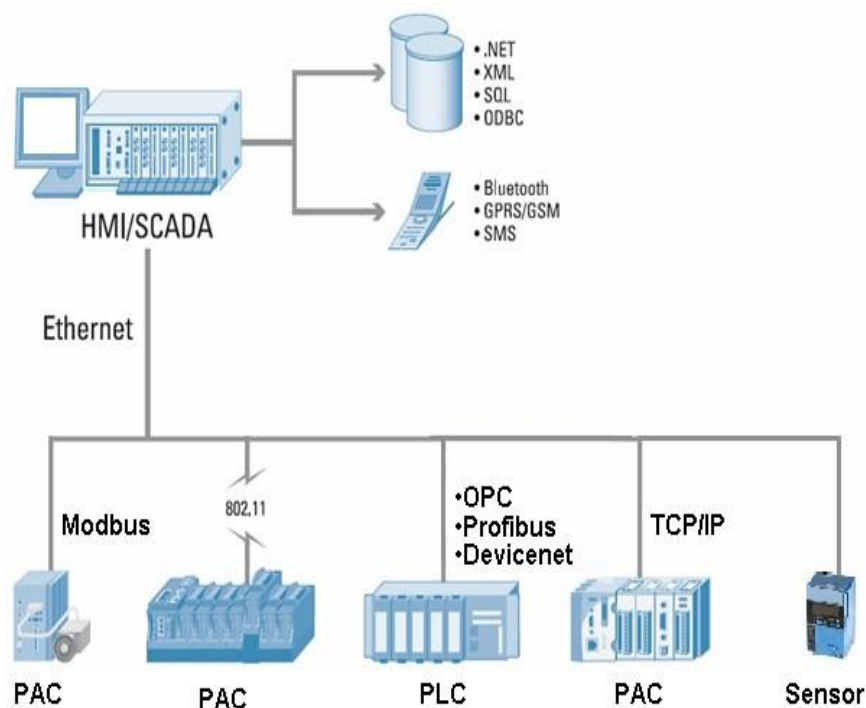 • .NET
• XML
• SQL
• ODBC
• Bluetooth
• GPRS/GSM
• SMS
HMI/SCADA
Ethernet
Modbus
802.11
•OPC
•Profibus
•Devicenet
TCP/IP
PAC
PAC
PLC
PAC
Sensor